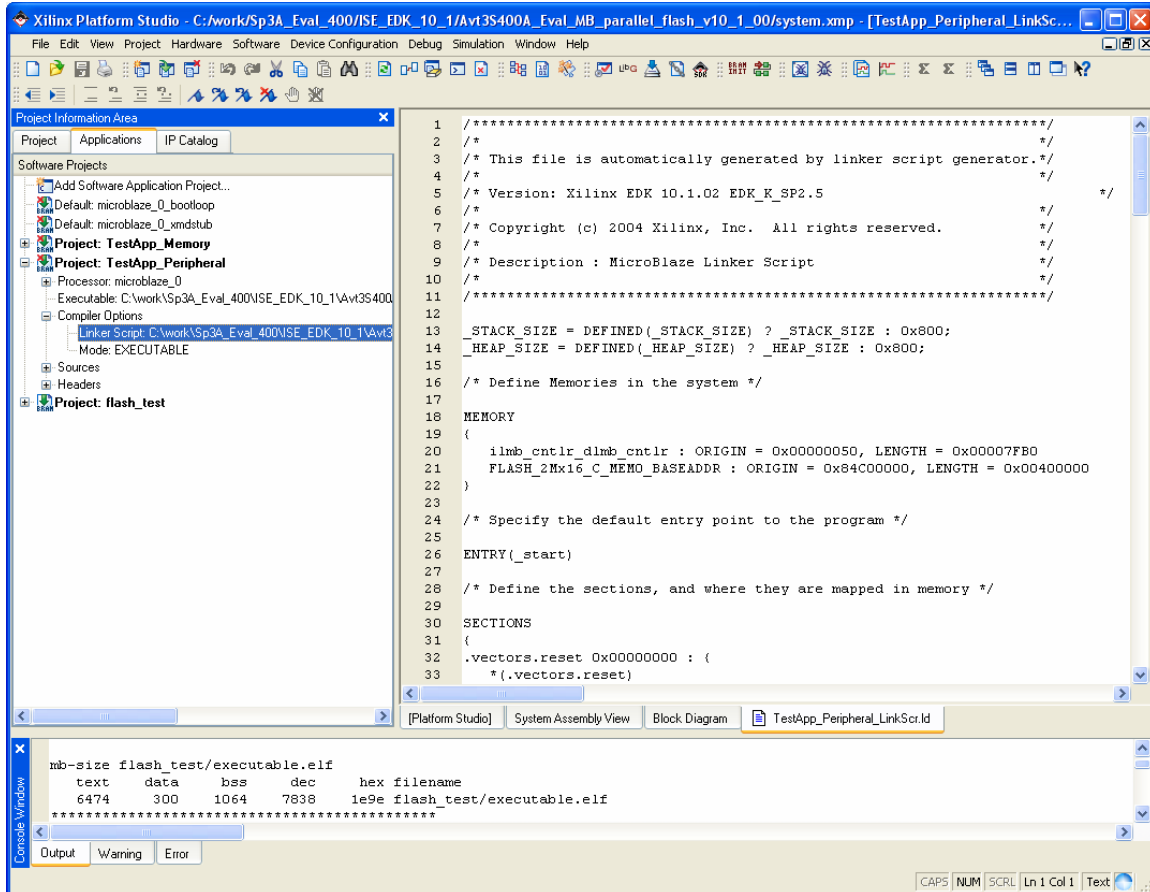 Xilinx Platform Studio - C:/work/Sp3A_Eval_400/ISE_EDK_10_1/Avt3S400A_Eval_MB_parallel_flash_v10_1_00/system.xmp - [TestApp_Peripheral_LinkSc...
File Edit View Project Hardware Software Device Configuration Debug Simulation Window Help
Project Information Area
Project Applications IP Catalog
Software Projects
Add Software Application Project...
Default: microblaze_0_bootloop
Default: microblaze_0_xmdstub
Project: TestApp_Memory
Project: TestApp_Peripheral
Processor: microblaze_0
Executable: C:\work\Sp3A_Eval_400\ISE_EDK_10_1\Avt3S400
Compiler Options
Linker Script: C:\work\Sp3A_Eval_400\ISE_EDK_10_1\Avt3
Mode: EXECUTABLE
Sources
Headers
Project: flash_test
1 /*******************************************************************/
2 /* */
3 /* This file is automatically generated by linker script generator.*/
4 /* */
5 /* Version: Xilinx EDK 10.1.02 EDK_K_SP2.5 */
6 /* */
7 /* Copyright (c) 2004 Xilinx, Inc. All rights reserved. */
8 /* */
9 /* Description : MicroBlaze Linker Script */
10 /* */
11 /*******************************************************************/
12
13 _STACK_SIZE = DEFINED(_STACK_SIZE) ? _STACK_SIZE : 0x800;
14 _HEAP_SIZE = DEFINED(_HEAP_SIZE) ? _HEAP_SIZE : 0x800;
15
16 /* Define Memories in the system */
17
18 MEMORY
19 {
20 ilmb_cntlr_dlmb_cntlr : ORIGIN = 0x00000050, LENGTH = 0x00007FB0
21 FLASH_2Mx16_C_MEM0_BASEADDR : ORIGIN = 0x84C00000, LENGTH = 0x00400000
22 }
23
24 /* Specify the default entry point to the program */
25
26 ENTRY(_start)
27
28 /* Define the sections, and where they are mapped in memory */
29
30 SECTIONS
31 {
32 .vectors.reset 0x00000000 : {
33 *(.vectors.reset)
[Platform Studio] System Assembly View Block Diagram TestApp_Peripheral_LinkScr.ld
Console Window
mb-size flash_test/executable.elf
text data bss dec hex filename
6474 300 1064 7838 1e9e flash_test/executable.elf
*********************************************
Output Warning Error
CAPS NUM SCRL Ln 1 Col 1 Text